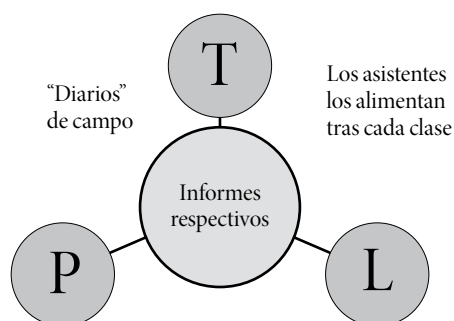 T
“Diarios”
de campo
Los asistentes
los alimentan
tras cada clase
Informes
respectivos
P
L